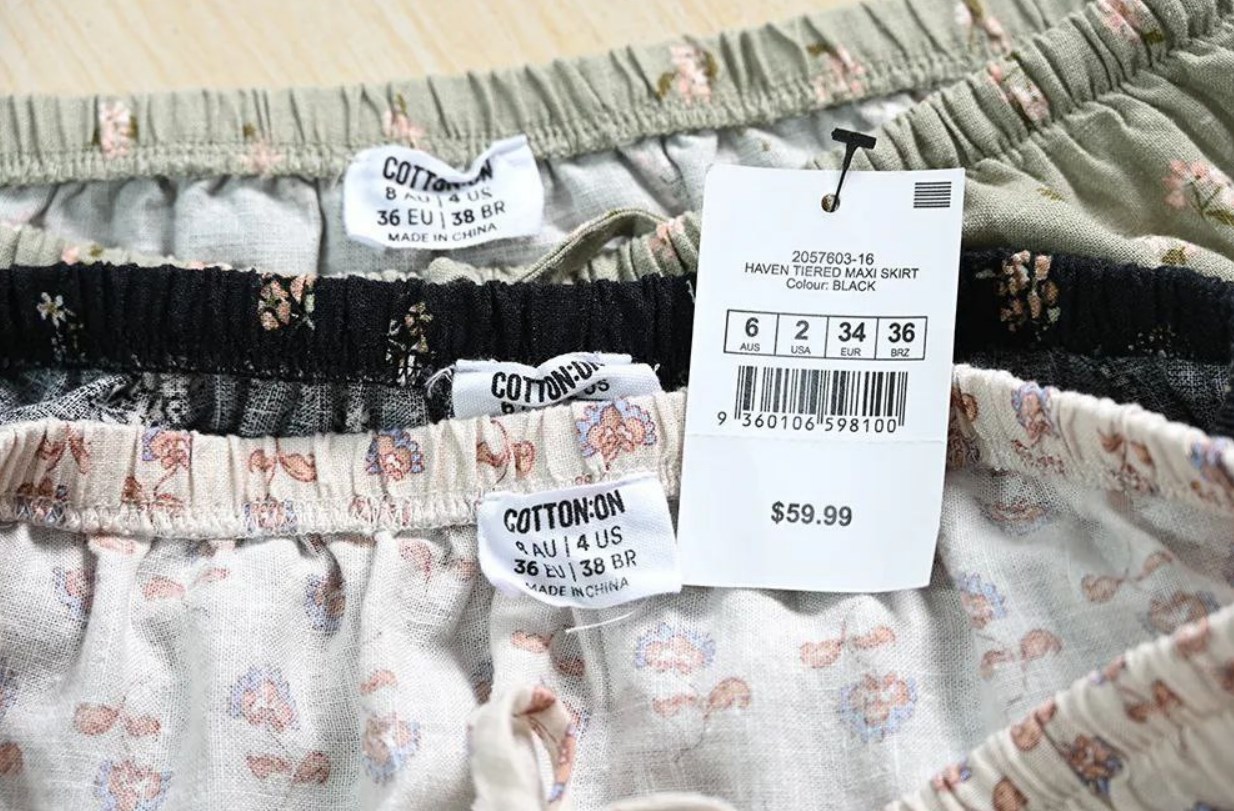 COTTON:ON
8 AU | 4 US
36 EU | 38 BR
MADE IN CHINA
2057603-16
HAVEN TIERED MAXI SKIRT
Colour: BLACK
6 2 34 36
AUS USA EUR BRZ
9 360106 598100
$59.99
COTTON:ON
US
COTTON:ON
8 AU | 4 US
36 EU | 38 BR
MADE IN CHINA